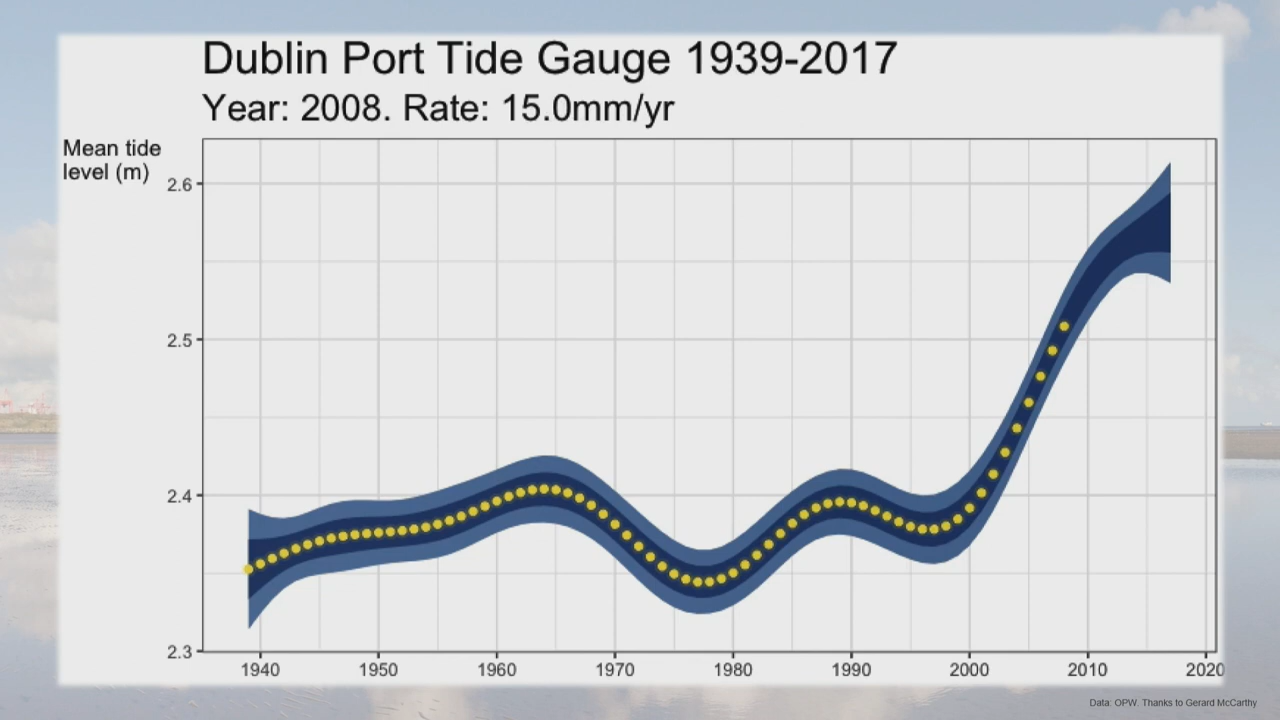 Dublin Port Tide Gauge 1939-2017
Year: 2008. Rate: 15.0mm/yr
Mean tide
level (m)
2.6
2.5
2.4
2.3
1940 1950 1960 1970 1980 1990 2000 2010 2020
Data: OPW. Thanks to Gerard McCarthy